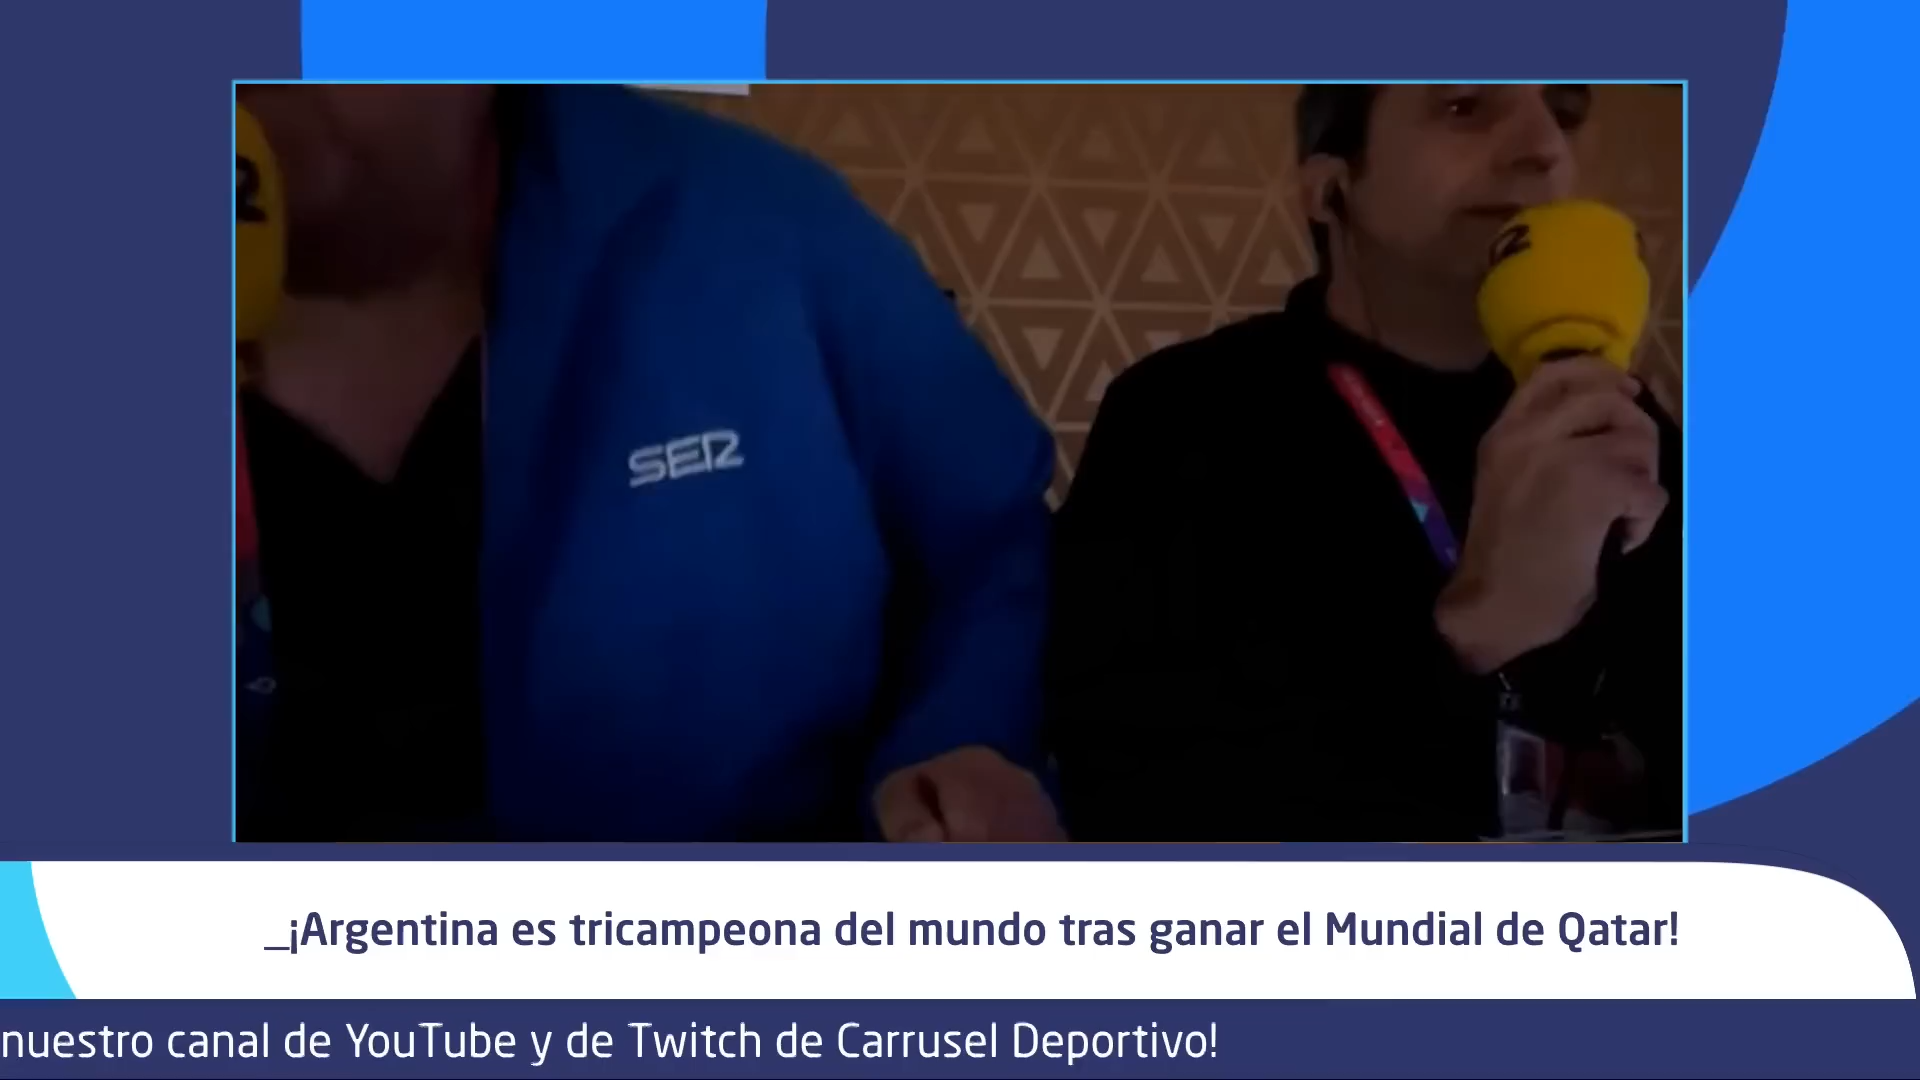 SER
_¡Argentina es tricampeona del mundo tras ganar el Mundial de Qatar!
nuestro canal de YouTube y de Twitch de Carrusel Deportivo!